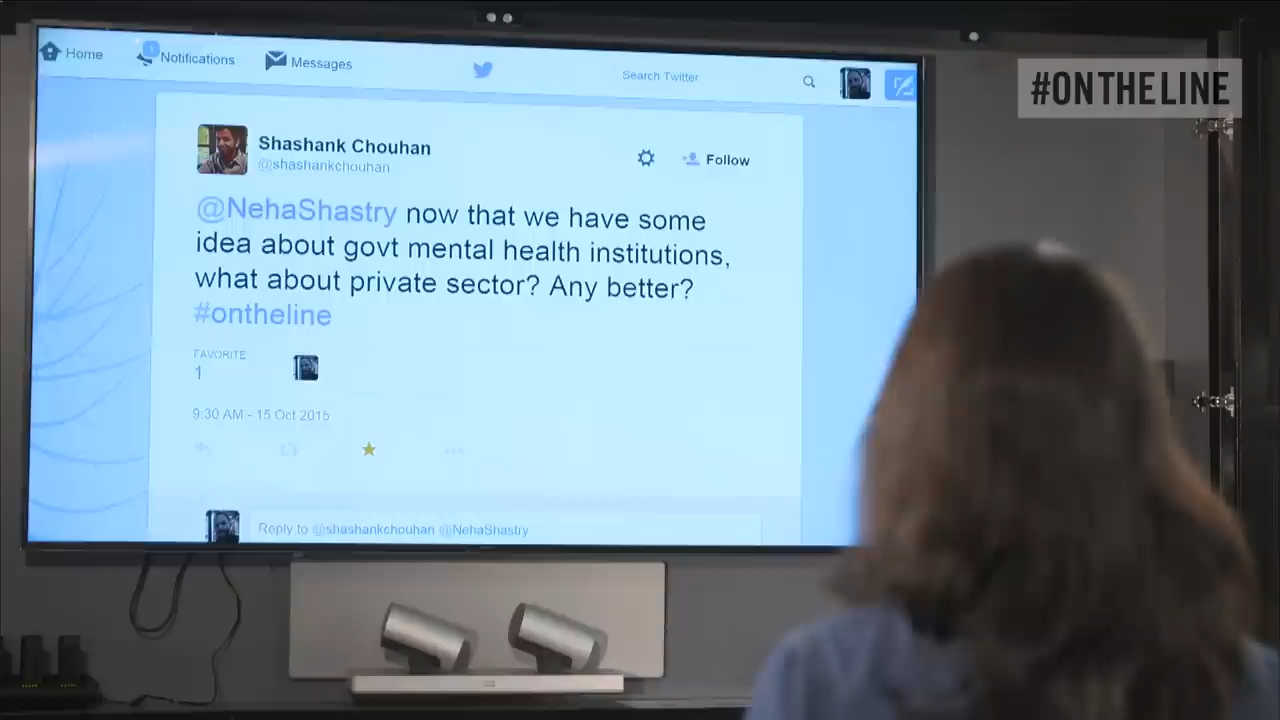 Home
1
Notifications
Messages
Search Twitter
#ONTHELINE
Shashank Chouhan
@shashankchouhan
Follow
@NehaShastry now that we have some
idea about govt mental health institutions,
what about private sector? Any better?
#ontheline
FAVORITE
1
9:30 AM - 15 Oct 2015
Reply to @shashankchouhan @NehaShastry